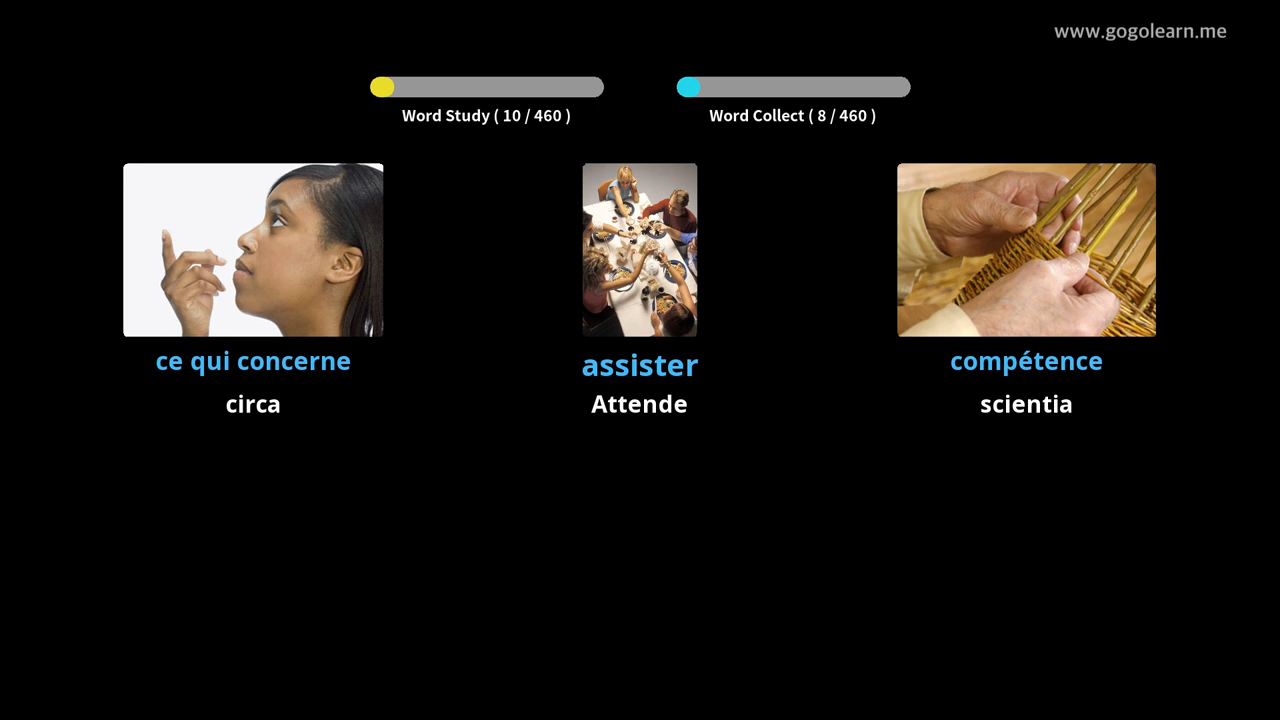 www.gogolearn.me
Word Study ( 10 / 460 )
Word Collect ( 8 / 460 )
ce qui concerne
assister
compétence
circa
Attende
scientia